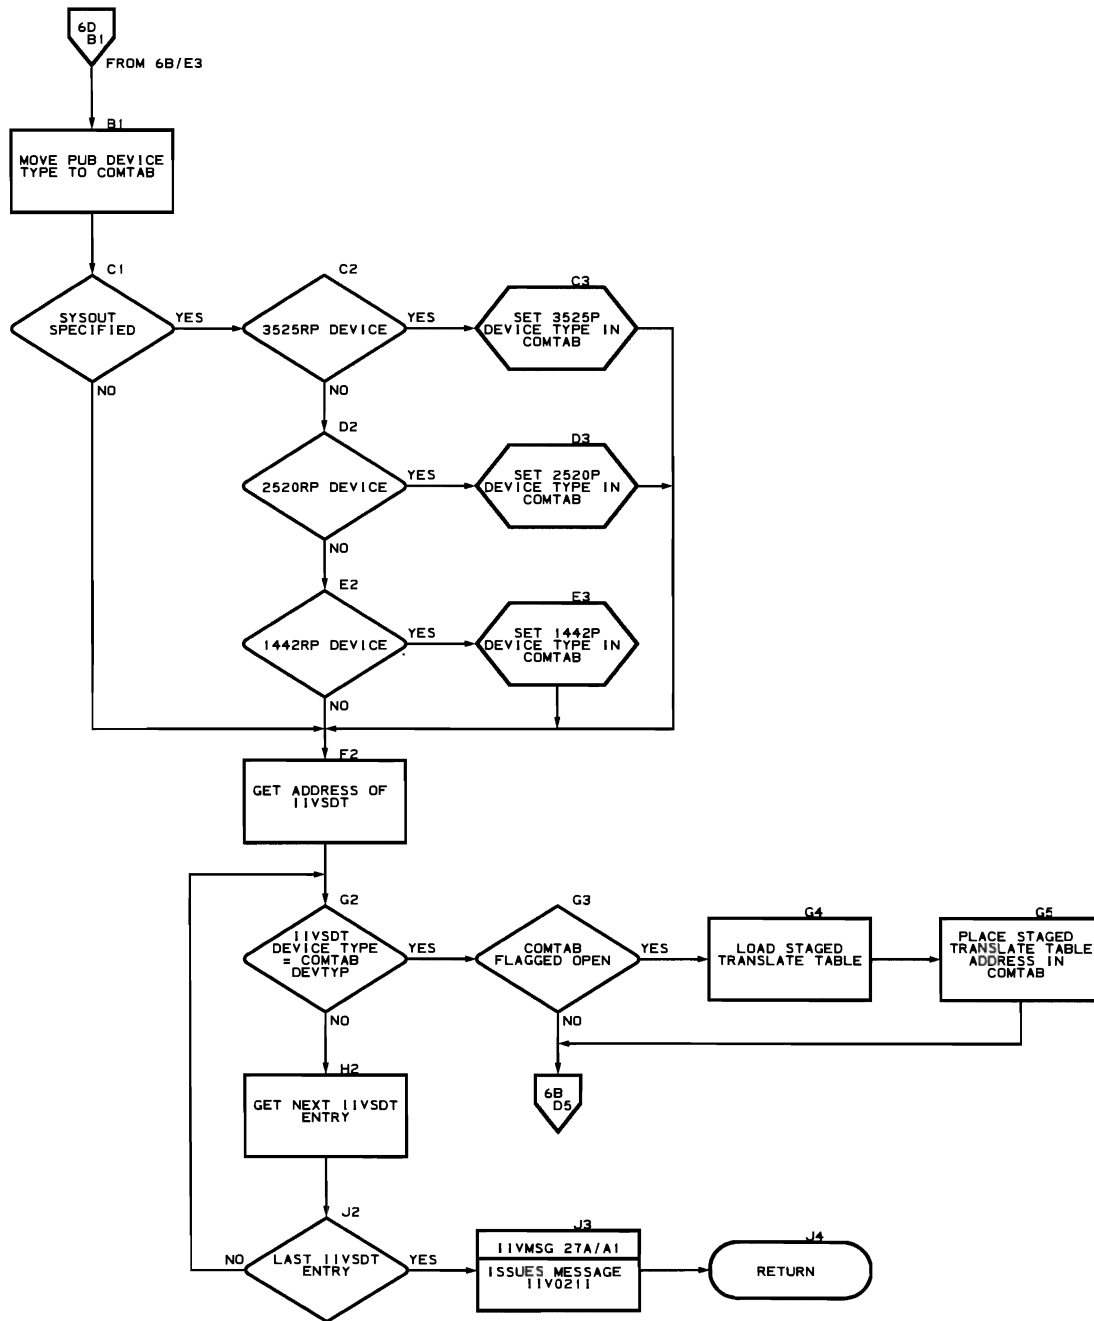 6D
B1
FROM 6B/E3
B1
MOVE PUB DEVICE
TYPE TO COMTAB
C1
SYSOUT
SPECIFIED
YES
NO
C2
3525RP DEVICE
YES
NO
C3
SET 3525P
DEVICE TYPE IN
COMTAB
D2
2520RP DEVICE
YES
NO
D3
SET 2520P
DEVICE TYPE IN
COMTAB
E2
1442RP DEVICE
YES
NO
E3
SET 1442P
DEVICE TYPE IN
COMTAB
F2
GET ADDRESS OF
IIVSDT
G2
IIVSDT
DEVICE TYPE
= COMTAB
DEVTYP
YES
NO
G3
COMTAB
FLAGGED OPEN
YES
NO
G4
LOAD STAGED
TRANSLATE TABLE
G5
PLACE STAGED
TRANSLATE TABLE
ADDRESS IN
COMTAB
6B
D5
H2
GET NEXT IIVSDT
ENTRY
J2
LAST IIVSDT
ENTRY
NO
YES
J3
IIVMSG 27A/A1
ISSUES MESSAGE
IIV021I
J4
RETURN